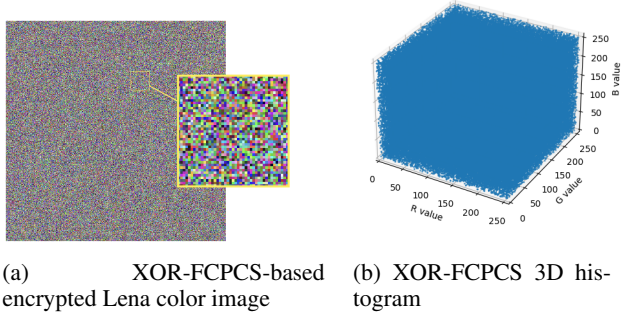 250
200
150
100
50
0
B value
0
50
100
150
200
250
R value
0
50
100
150
200
250
G value
(a) XOR-FCPCS-based
encrypted Lena color image
(b) XOR-FCPCS 3D his-
togram